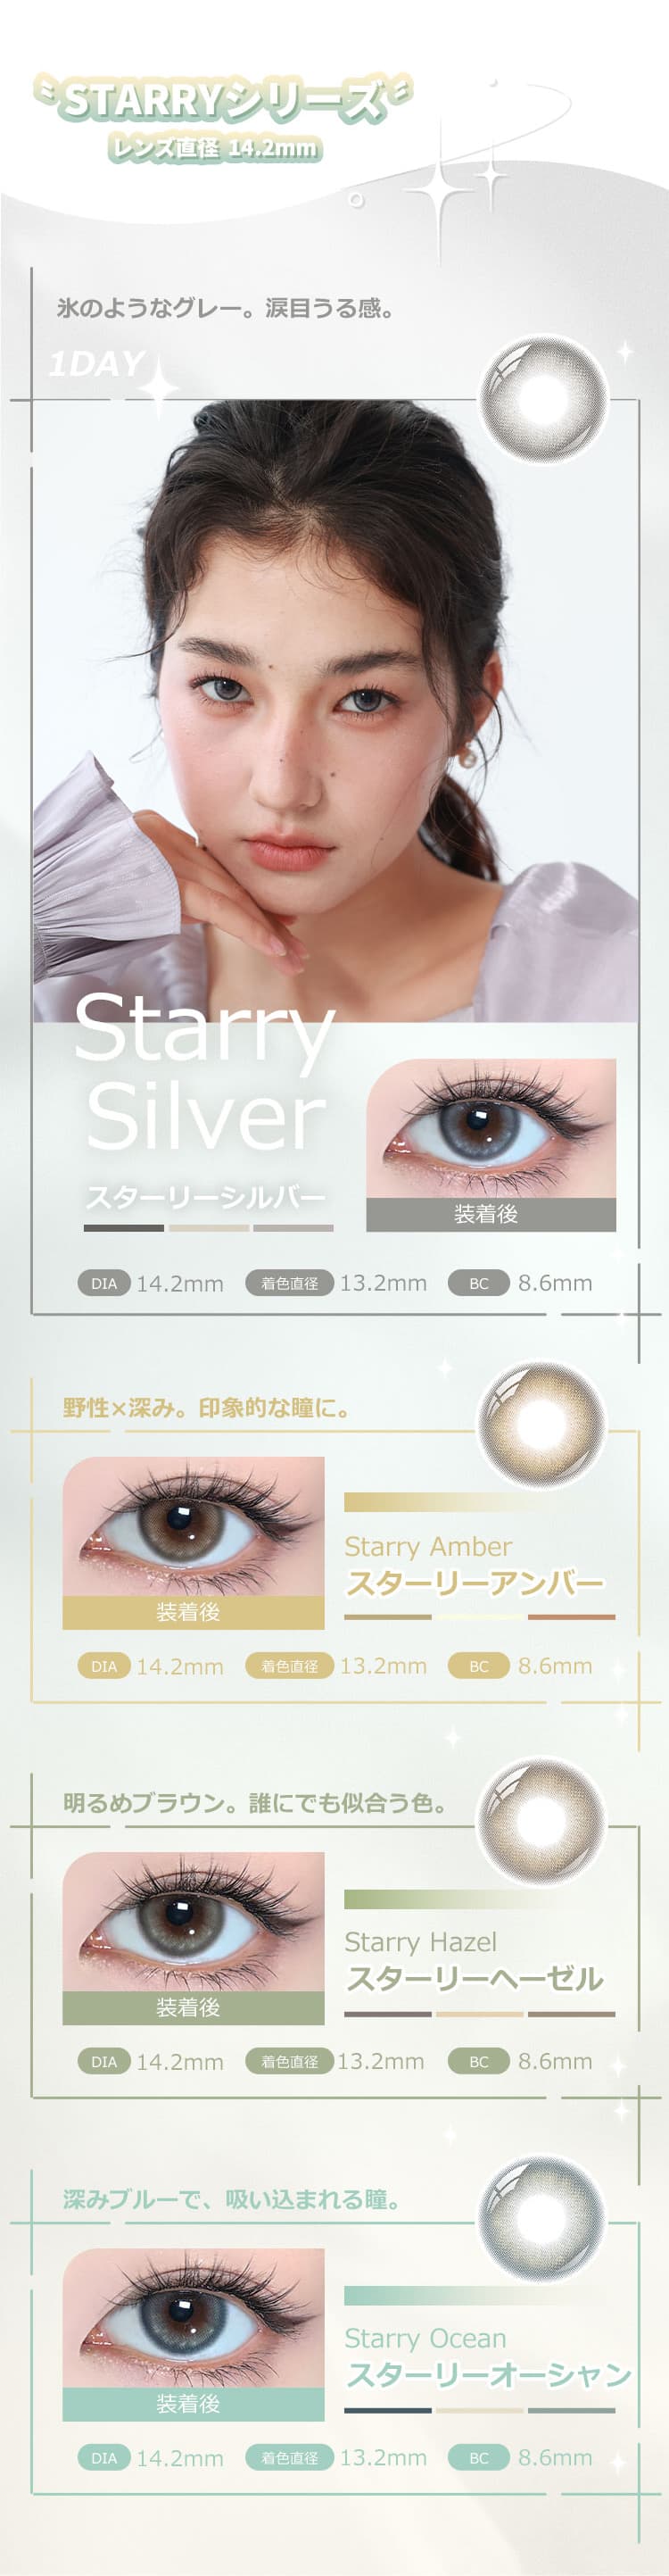 STARRYシリーズ
レンズ直径 14.2mm
氷のようなグレー。涙目うる感。
1DAY
Starry
Silver
スターリーシルバー
装着後
DIA 14.2mm 着色直径 13.2mm BC 8.6mm
野性×深み。印象的な瞳に。
Starry Amber
スターリーアンバー
装着後
DIA 14.2mm 着色直径 13.2mm BC 8.6mm
明るめブラウン。誰にでも似合う色。
Starry Hazel
スターリーヘーゼル
装着後
DIA 14.2mm 着色直径 13.2mm BC 8.6mm
深みブルーで、吸い込まれる瞳。
Starry Ocean
スターリーオーシャン
装着後
DIA 14.2mm 着色直径 13.2mm BC 8.6mm